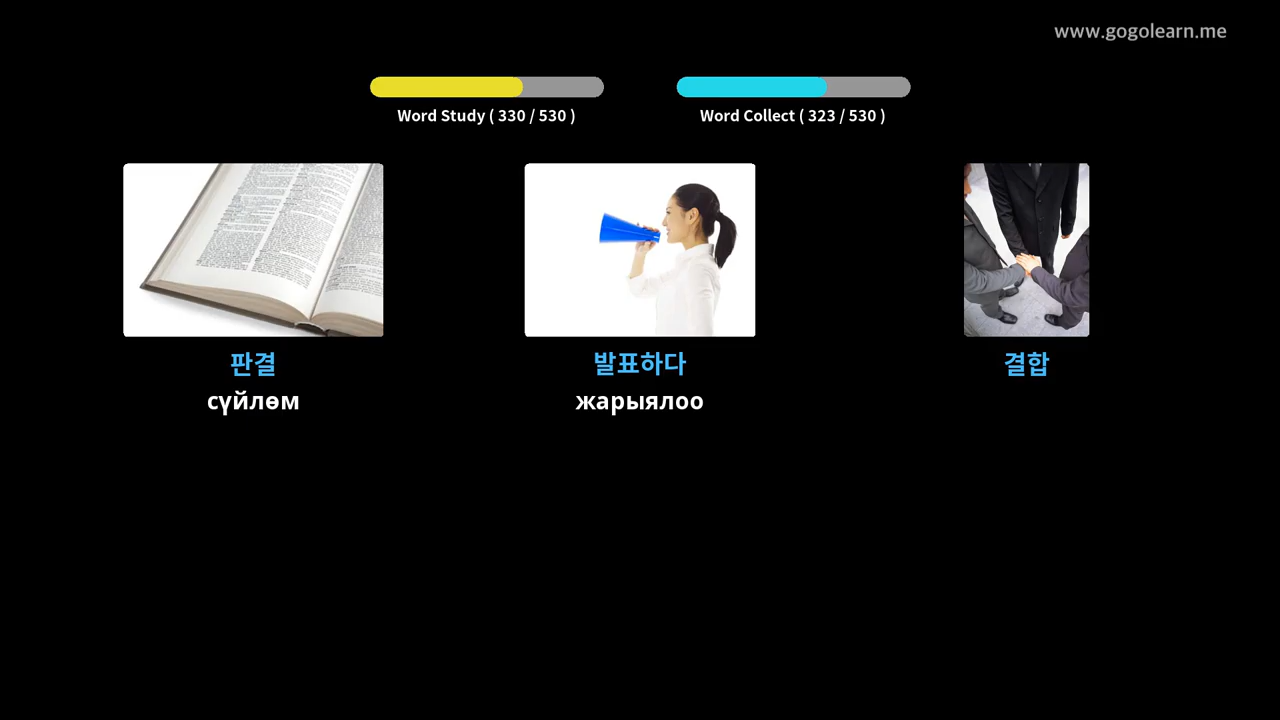 www.gogolearn.me
Word Study ( 330 / 530 )
Word Collect ( 323 / 530 )
판결
발표하다
결합
сүйлөм
жарыялоо